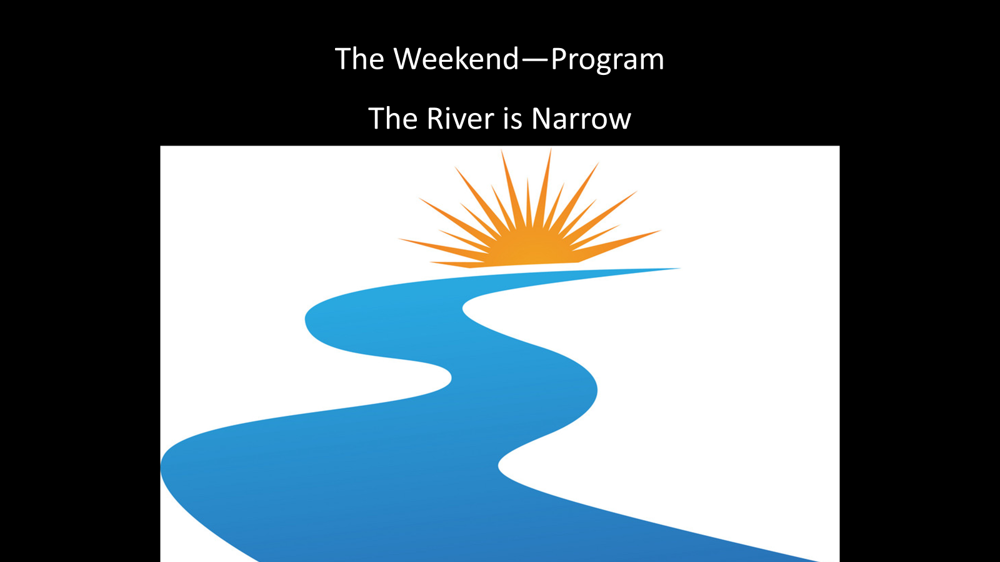 The Weekend—Program
The River is Narrow